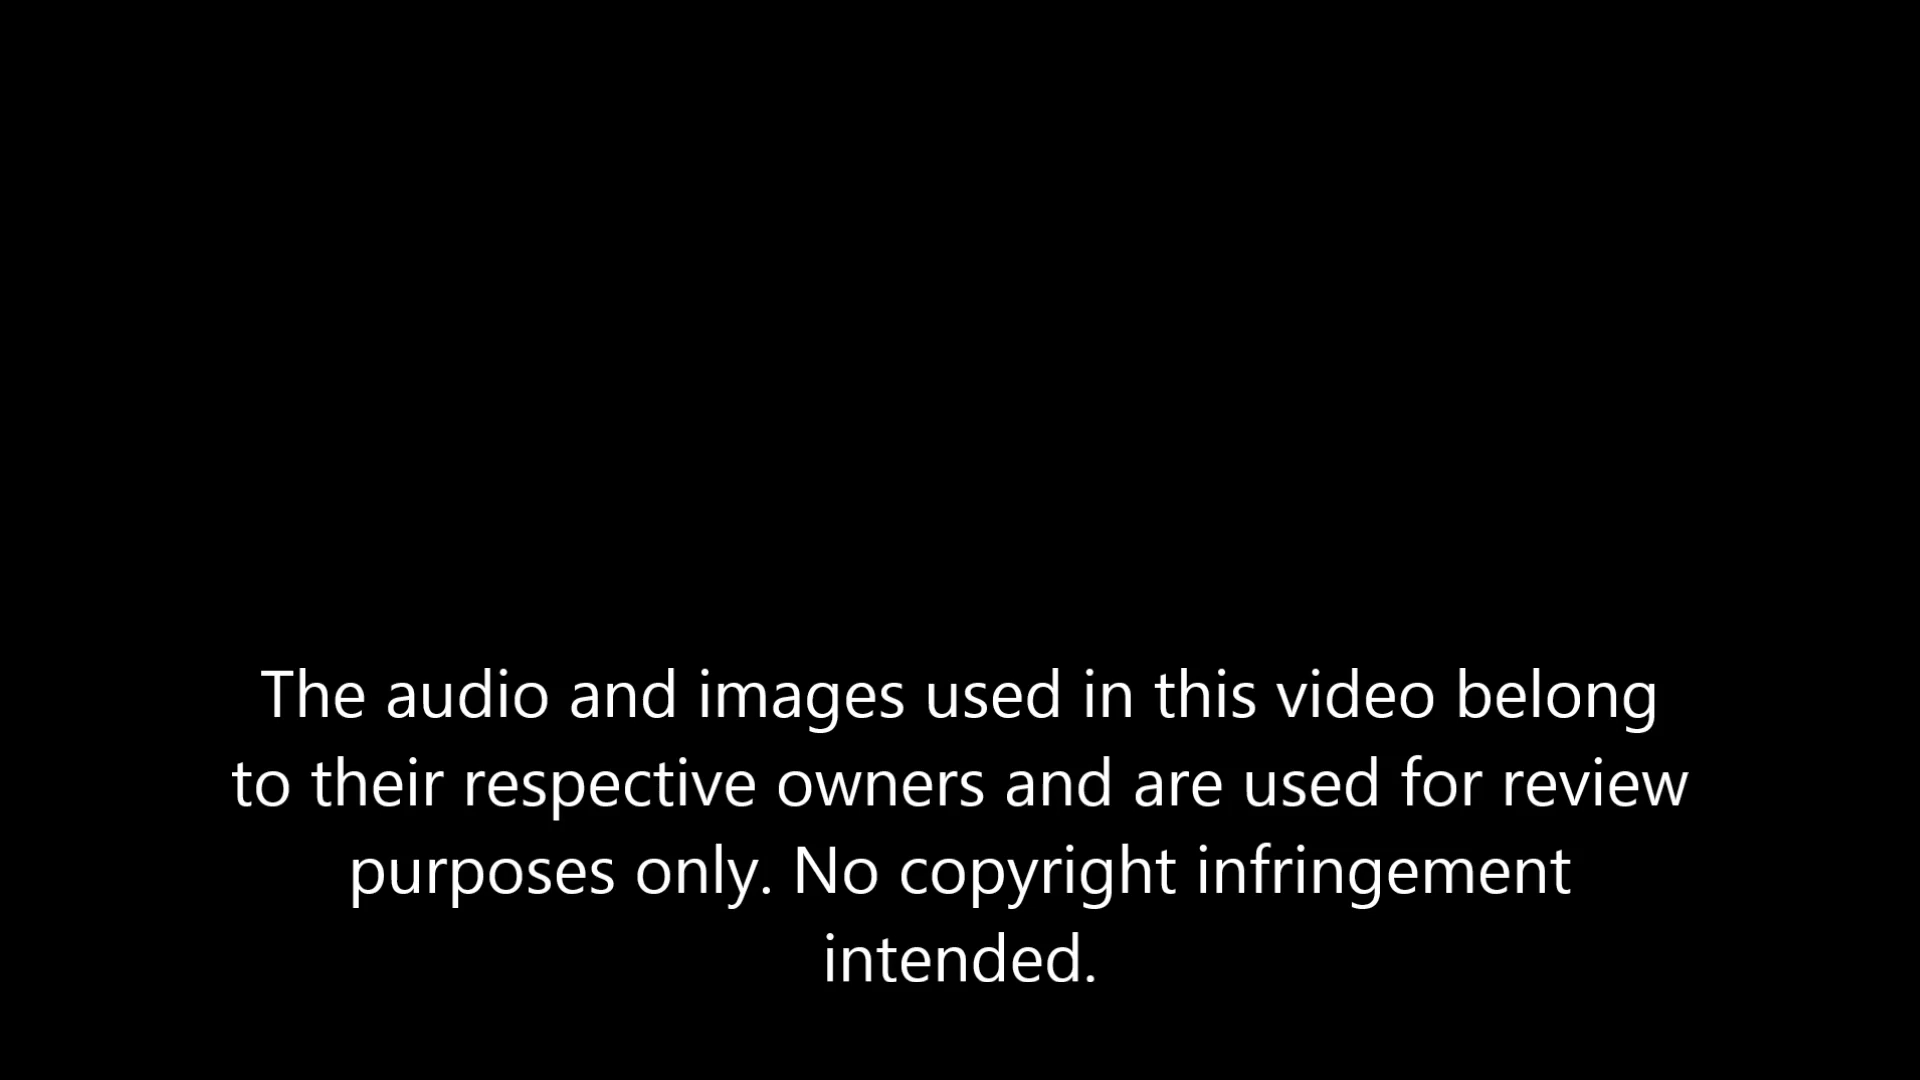 The audio and images used in this video belong
to their respective owners and are used for review
purposes only. No copyright infringement
intended.